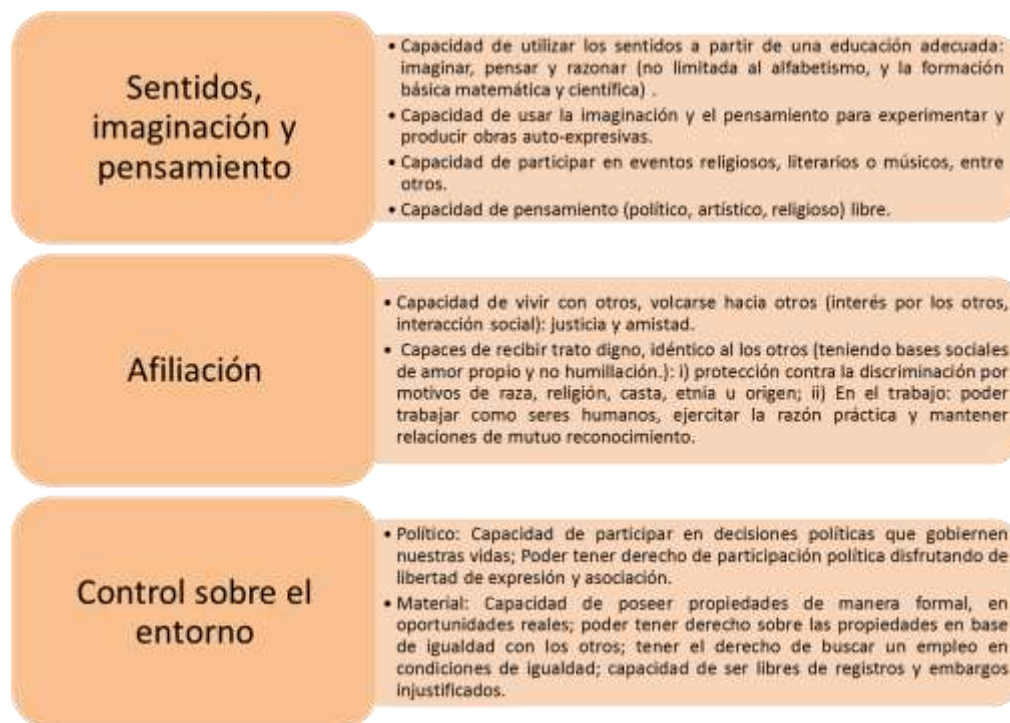 Sentidos,
imaginación y
pensamiento
• Capacidad de utilizar los sentidos a partir de una educación adecuada:
imaginar, pensar y razonar (no limitada al alfabetismo, y la formación
básica matemática y científica) .
• Capacidad de usar la imaginación y el pensamiento para experimentar y
producir obras auto-expresivas.
• Capacidad de participar en eventos religiosos, literarios o músicos, entre
otros.
• Capacidad de pensamiento (político, artístico, religioso) libre.
Afiliación
• Capacidad de vivir con otros, volcarse hacia otros (interés por los otros,
interacción social): justicia y amistad.
• Capaces de recibir trato digno, idéntico al los otros (teniendo bases sociales
de amor propio y no humillación.): i) protección contra la discriminación por
motivos de raza, religión, casta, etnia u origen; ii) En el trabajo: poder
trabajar como seres humanos, ejercitar la razón práctica y mantener
relaciones de mutuo reconocimiento.
Control sobre el
entorno
• Político: Capacidad de participar en decisiones políticas que gobiernen
nuestras vidas; Poder tener derecho de participación política disfrutando de
libertad de expresión y asociación.
• Material: Capacidad de poseer propiedades de manera formal, en
oportunidades reales; poder tener derecho sobre las propiedades en base
de igualdad con los otros; tener el derecho de buscar un empleo en
condiciones de igualdad; capacidad de ser libres de registros y embargos
injustificados.